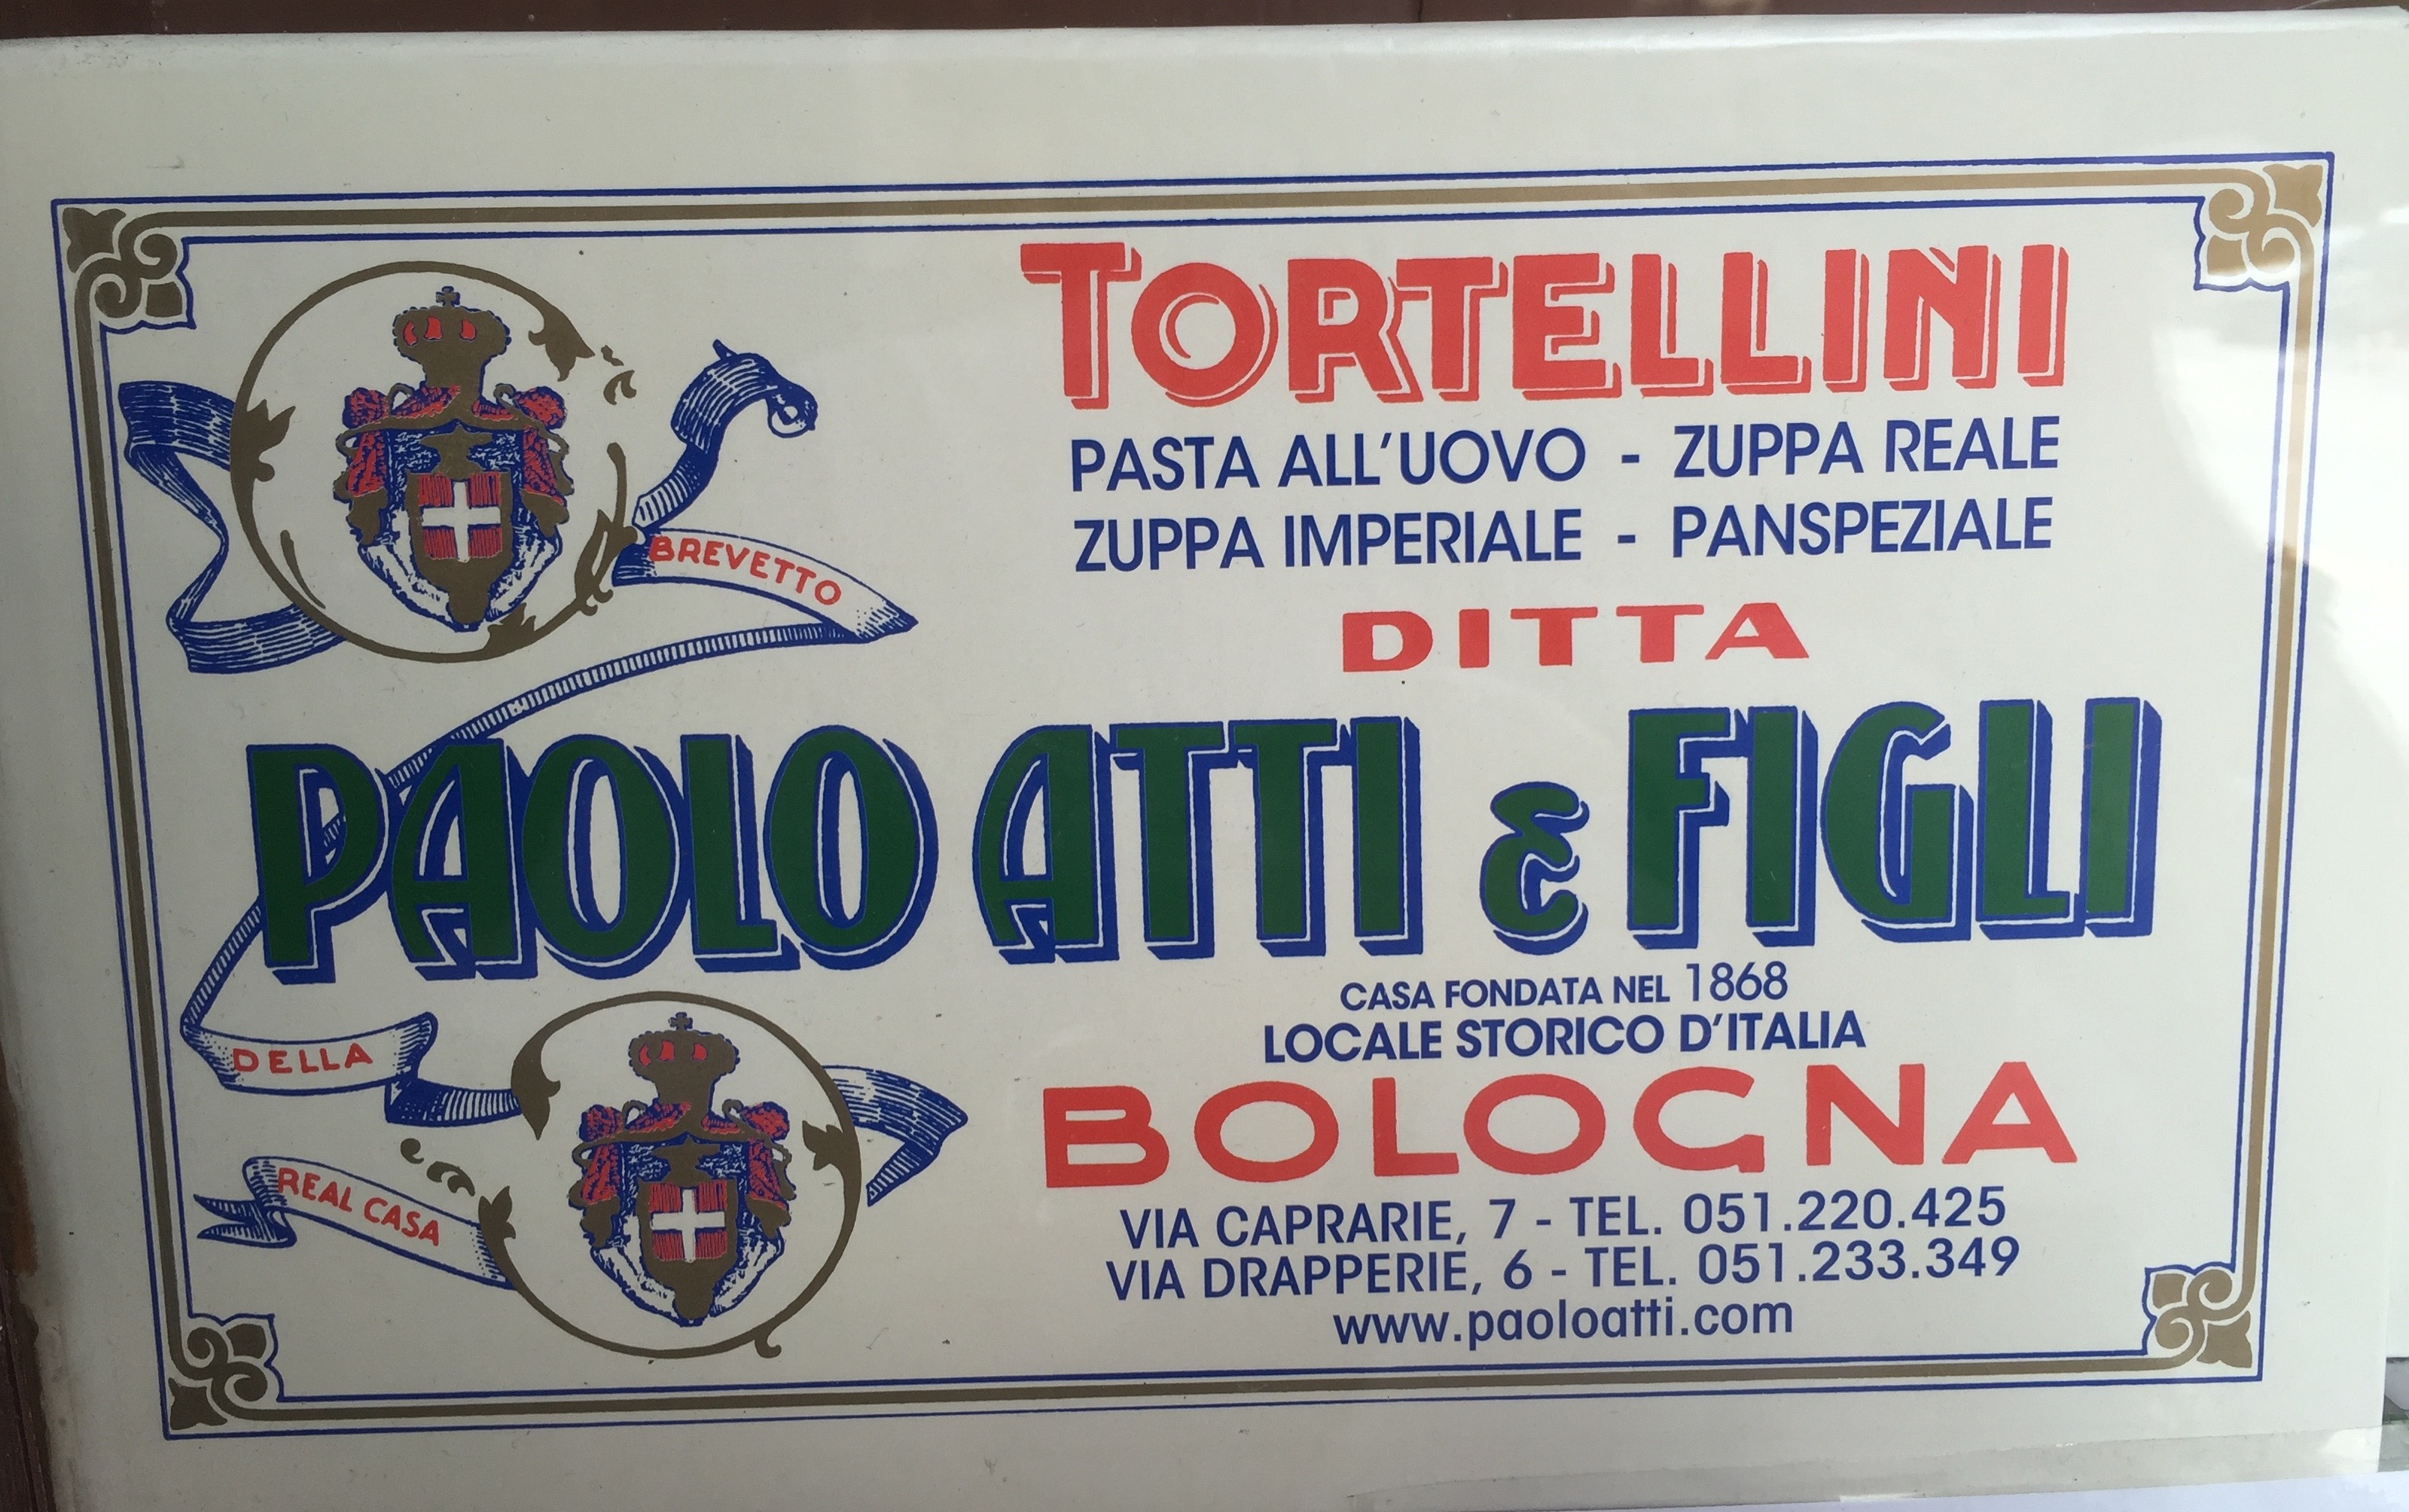 TORTELLINI
PASTA ALL'UOVO - ZUPPA REALE
ZUPPA IMPERIALE - PANSPEZIALE
BREVETTO
DITTA
PAOLO ATTI & FIGLI
CASA FONDATA NEL 1868
LOCALE STORICO D'ITALIA
DELLA
BOLOGNA
REAL CASA
VIA CAPRARIE, 7 - TEL. 051.220.425
VIA DRAPPERIE, 6 - TEL. 051.233.349
www.paoloatti.com